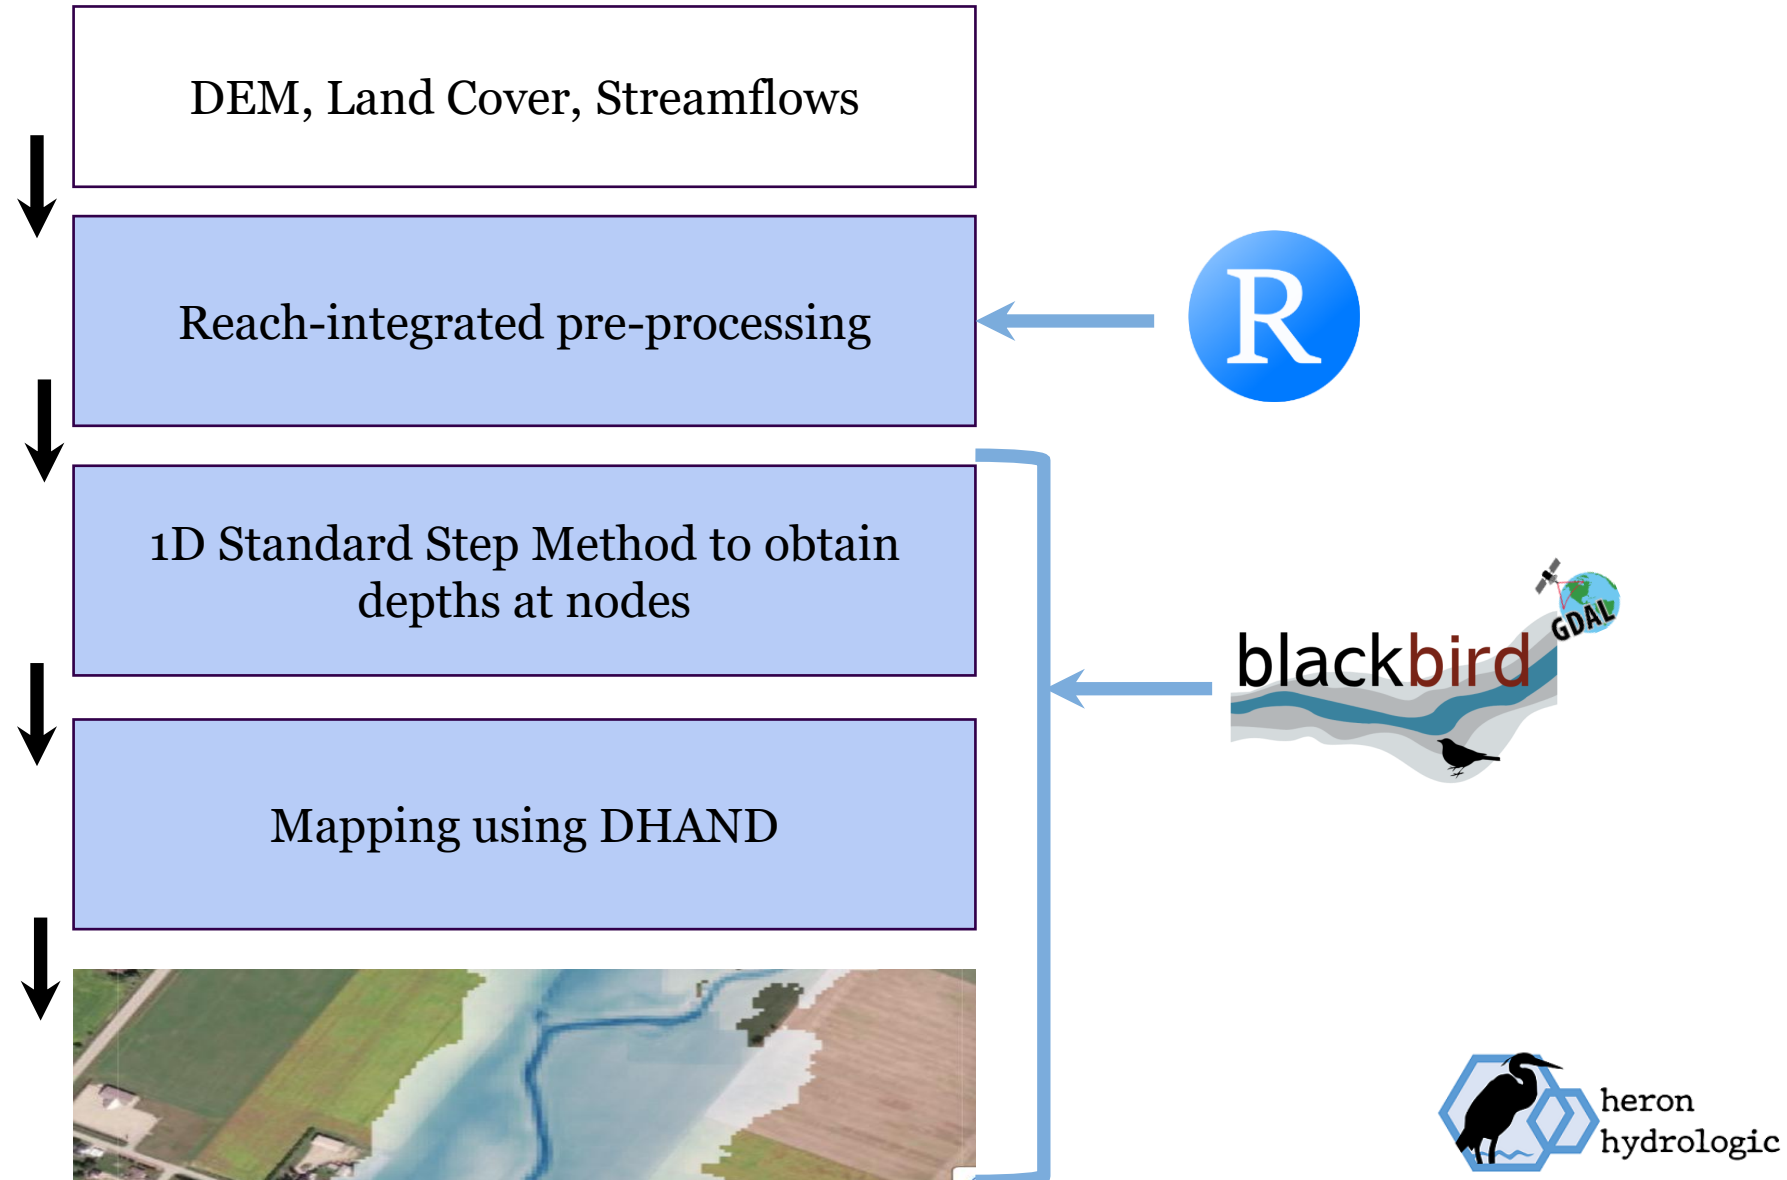 DEM, Land Cover, Streamflows
Reach-integrated pre-processing
R
1D Standard Step Method to obtain
depths at nodes
GDAL
blackbird
Mapping using DHAND
heron
hydrologic